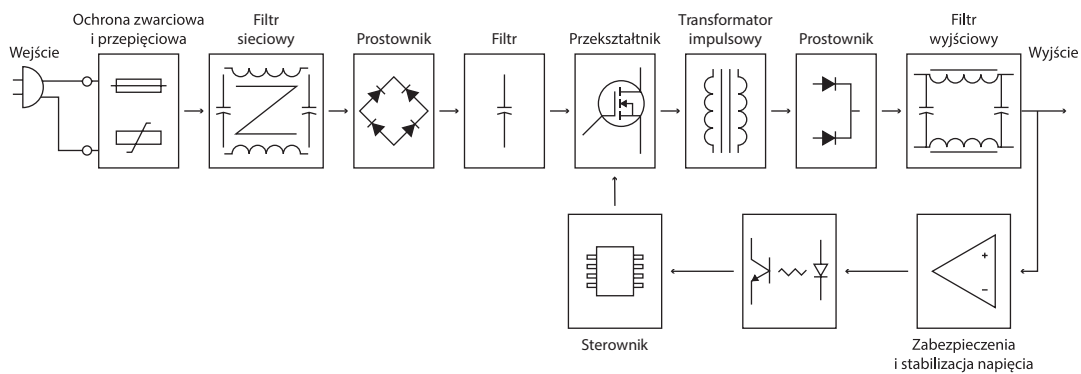 Wejście
Ochrona zwarciowa
i przepięciowa
Filtr
sieciowy
Prostownik
Filtr
Przekształtnik
Transformator
impulsowy
Prostownik
Filtr
wyjściowy
Wyjście
+
−
Sterownik
Zabezpieczenia
i stabilizacja napięcia